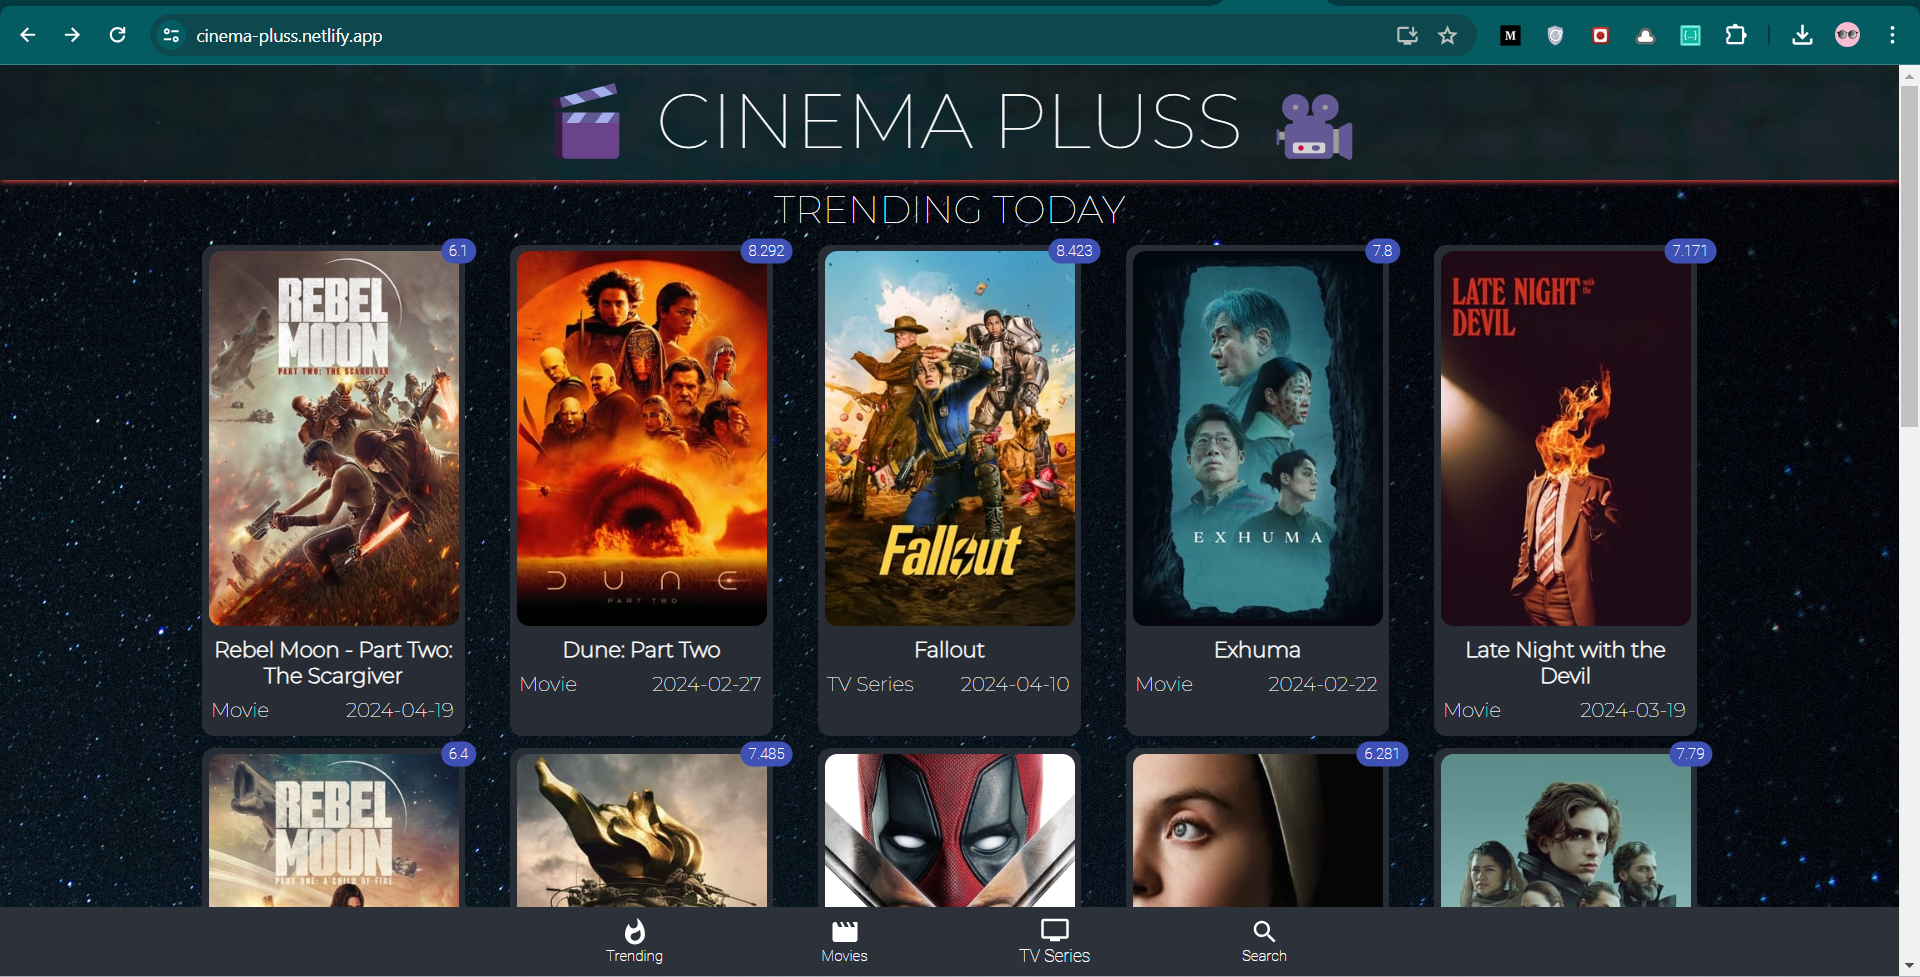 cinema-pluss.netlify.app
M
{...}
CINEMA PLUSS
TRENDING TODAY
6.1
8.292
8.423
7.8
7.171
REBEL
MOON
PART TWO: THE SCARGIVER
DUNE
PART TWO
Fallout
EXHUMA
LATE NIGHT with the
DEVIL
Rebel Moon - Part Two:
The Scargiver
Movie 2024-04-19
Dune: Part Two
Movie 2024-02-27
Fallout
TV Series 2024-04-10
Exhuma
Movie 2024-02-22
Late Night with the
Devil
Movie 2024-03-19
6.4
7.485
6.281
7.79
REBEL
MOON
PART ONE: A CHILD OF FIRE
Trending
Movies
TV Series
Search